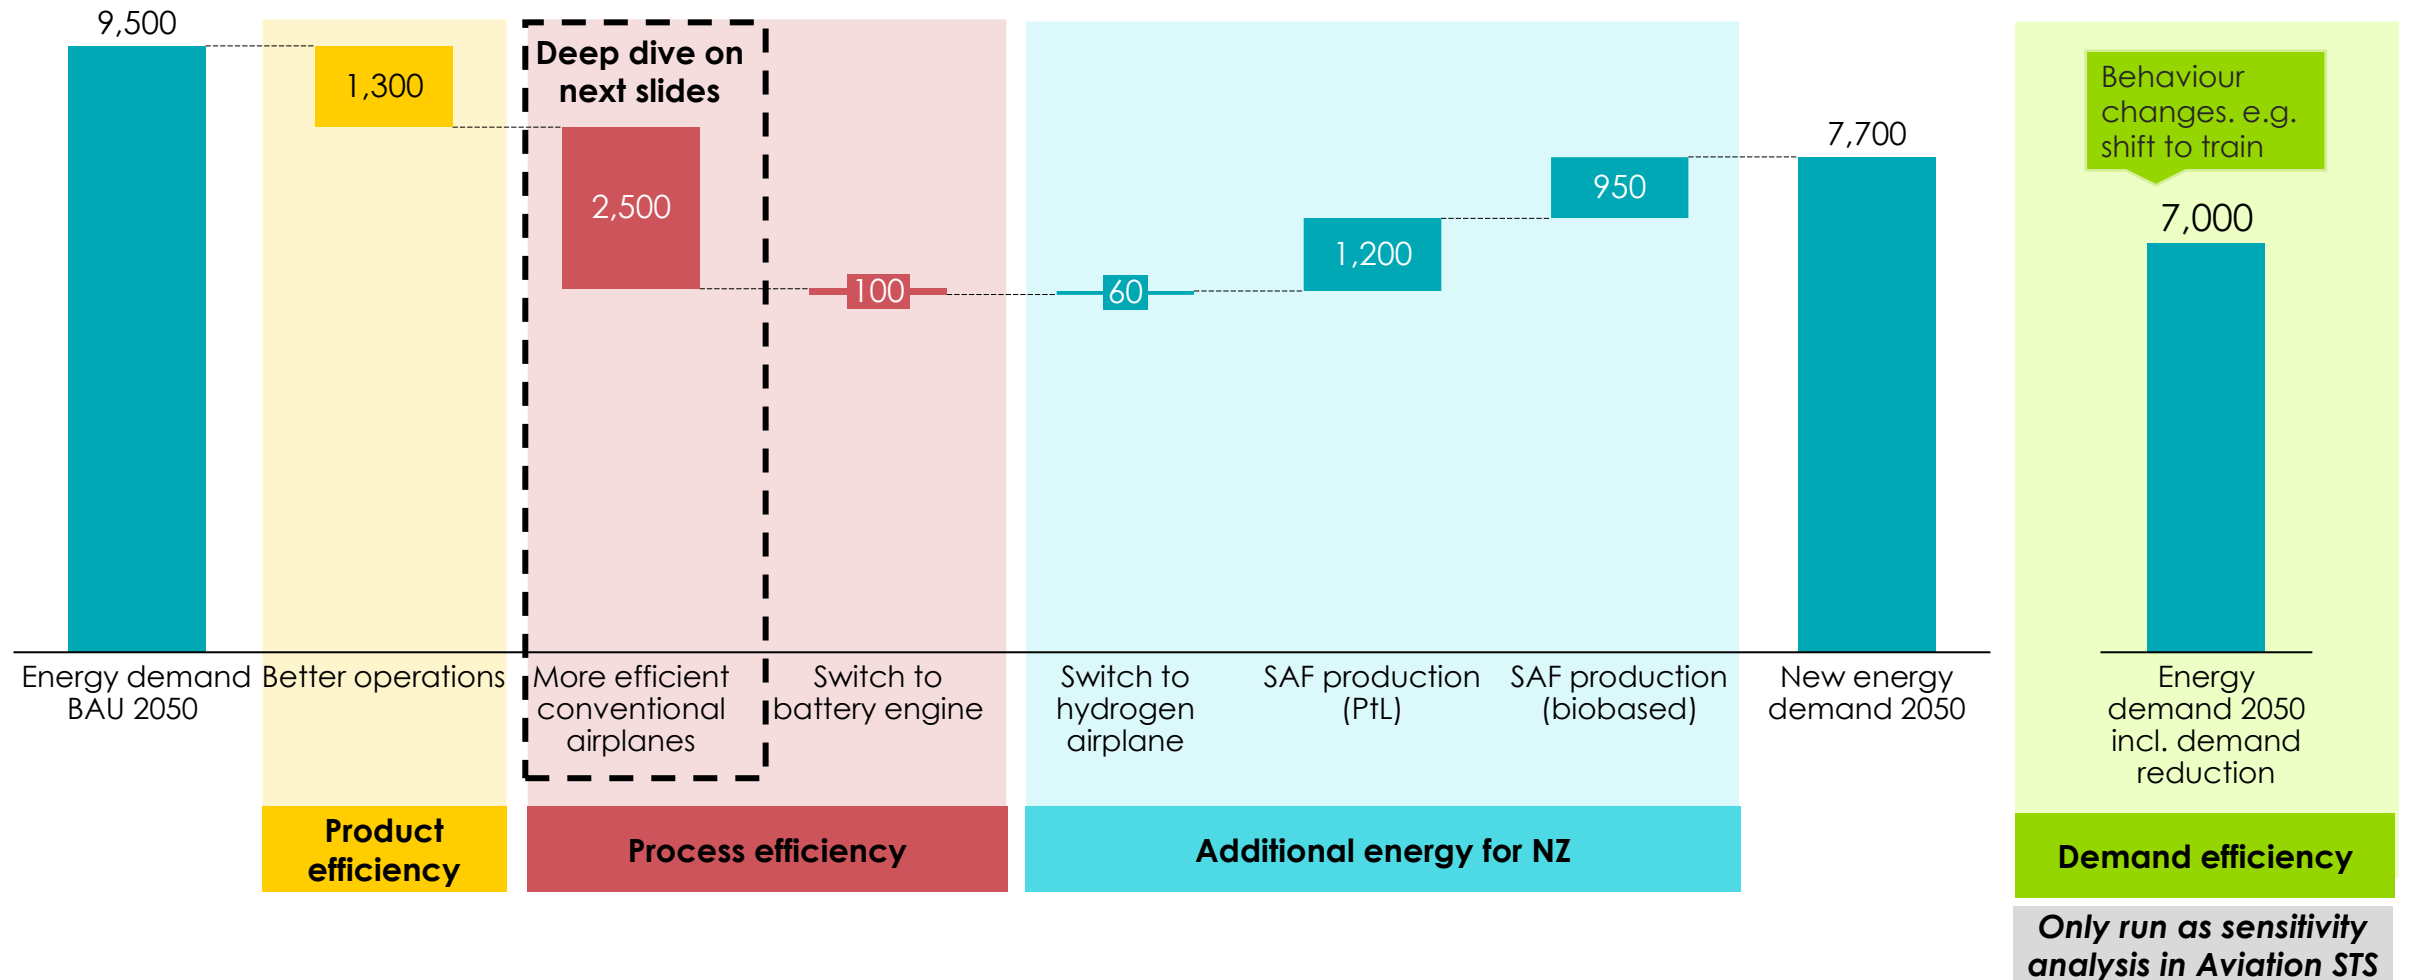 9,500
1,300
Deep dive on
next slides
2,500
100
60
1,200
950
7,700
Behaviour
changes. e.g.
shift to train
7,000
Energy demand
BAU 2050
Better operations
More efficient
conventional
airplanes
Switch to
battery engine
Switch to
hydrogen
airplane
SAF production
(PtL)
SAF production
(biobased)
New energy
demand 2050
Energy
demand 2050
incl. demand
reduction
Product
efficiency
Process efficiency
Additional energy for NZ
Demand efficiency
Only run as sensitivity
analysis in Aviation STS